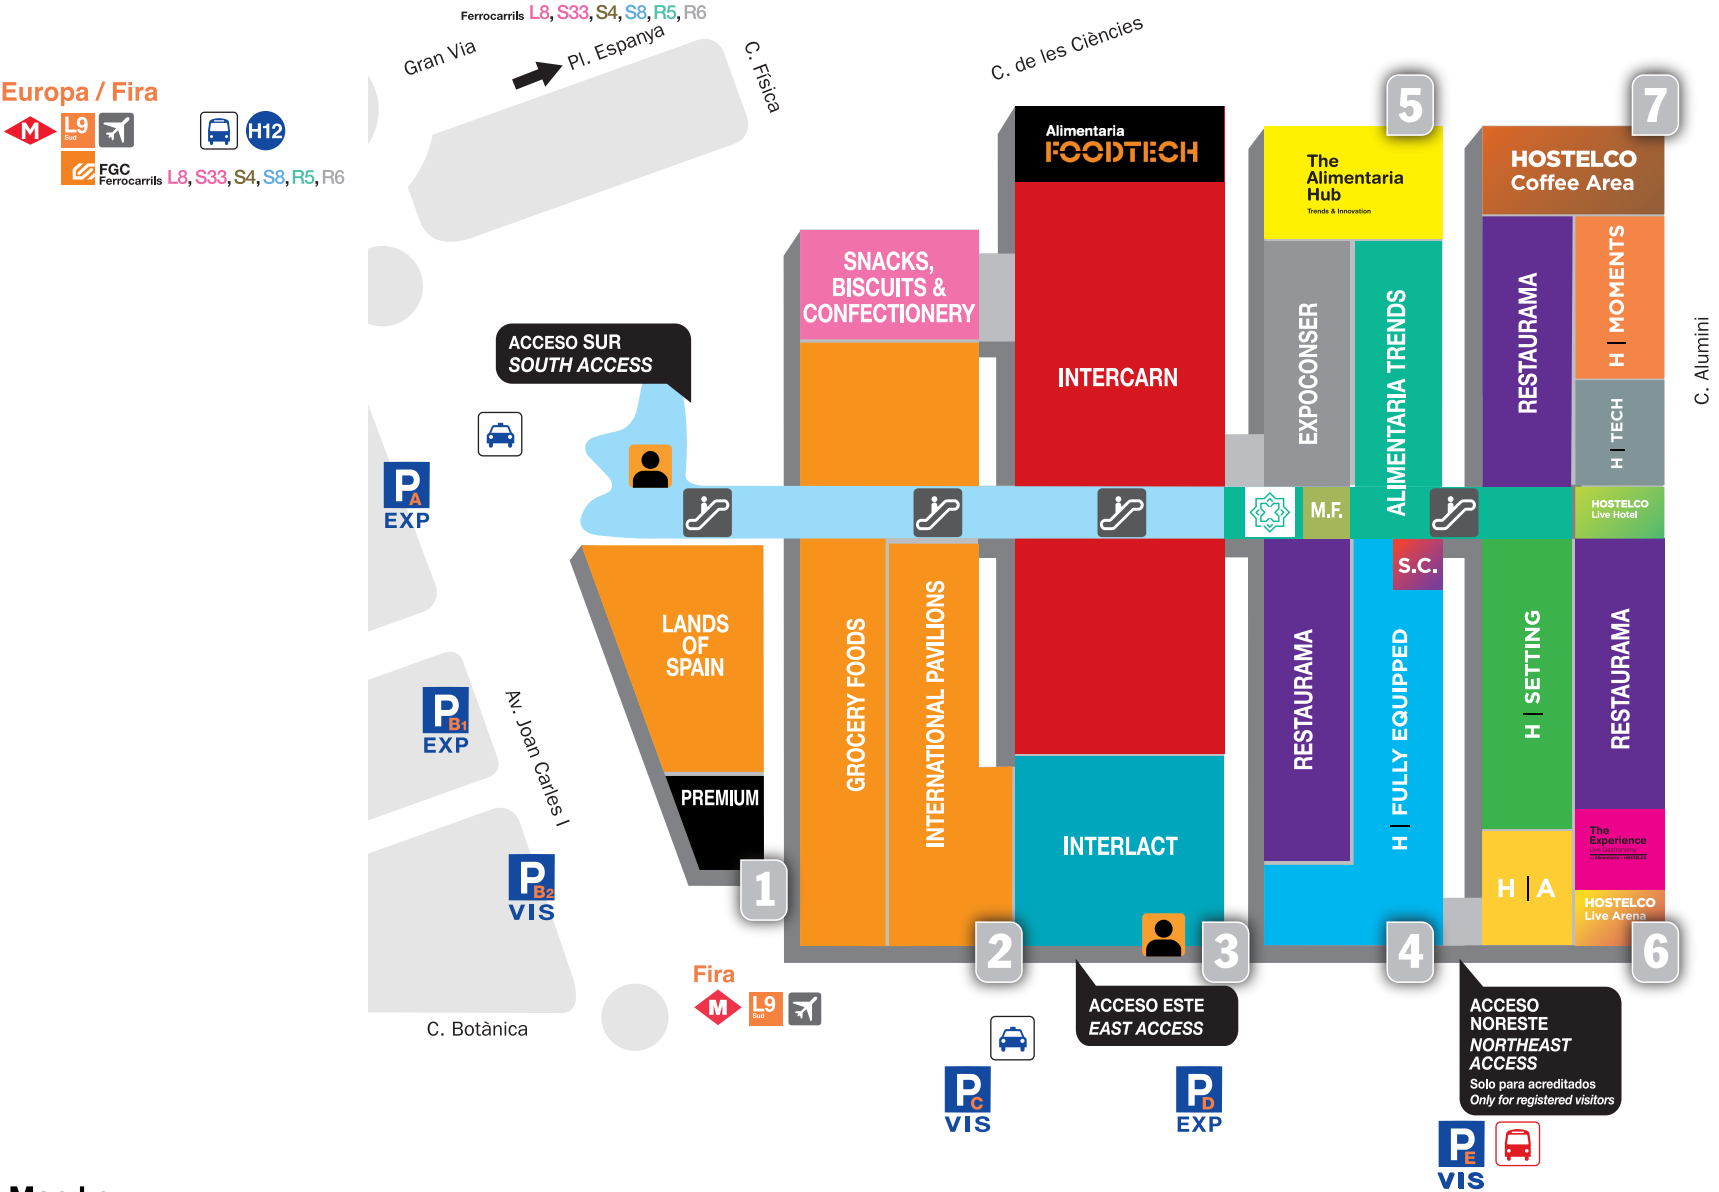 Ferrocarrils L8, S33, S4, S8, R5, R6
Gran Via
Pl. Espanya
C. Física
C. de les Ciències
Europa / Fira
M
L9
Sud
H12
FGC
Ferrocarrils L8, S33, S4, S8, R5, R6
ACCESO SUR
SOUTH ACCESS
P
A
EXP
P
B1
EXP
P
B2
VIS
Av. Joan Carles I
C. Botànica
Fira
M
L9
Sud
LANDS
OF
SPAIN
PREMIUM
1
SNACKS,
BISCUITS &
CONFECTIONERY
GROCERY FOODS
INTERNATIONAL PAVILIONS
2
Alimentaria
FOODTECH
INTERCARN
INTERLACT
3
ACCESO ESTE
EAST ACCESS
P
C
VIS
P
D
EXP
5
The
Alimentaria
Hub
Trends & Innovation
EXPOCONSER
ALIMENTARIA TRENDS
M.F.
S.C.
RESTAURAMA
H | FULLY EQUIPPED
4
7
HOSTELCO
Coffee Area
RESTAURAMA
H | MOMENTS
H | TECH
HOSTELCO
Live Hotel
H | SETTING
RESTAURAMA
The
Experience
H | A
HOSTELCO
Live Arena
6
C. Alumini
ACCESO
NORESTE
NORTHEAST
ACCESS
Solo para acreditados
Only for registered visitors
P
E
VIS